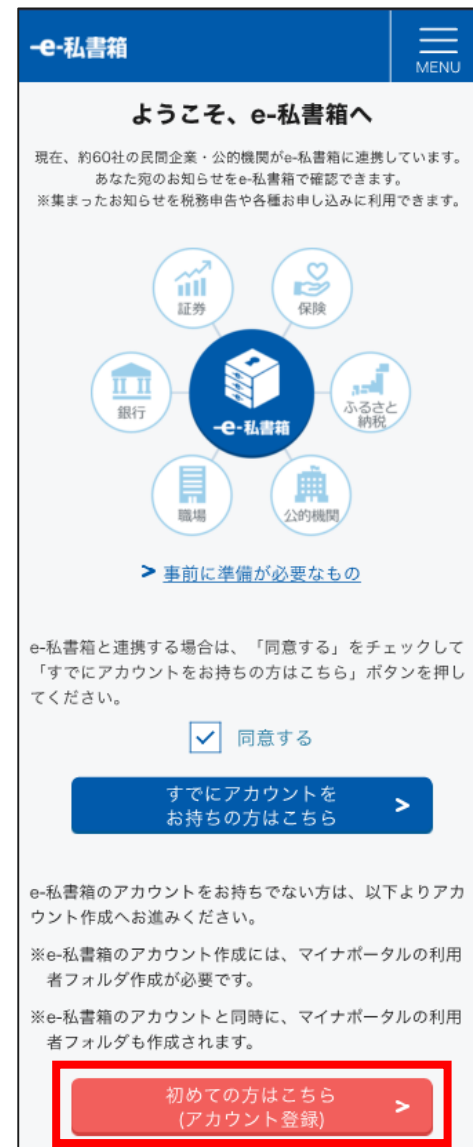 -e-私書箱
MENU
ようこそ、e-私書箱へ
現在、約60社の民間企業・公的機関がe-私書箱に連携しています。
あなた宛のお知らせをe-私書箱で確認できます。
※集まったお知らせを税務申告や各種お申し込みに利用できます。
証券
保険
銀行
-e-私書箱
ふるさと
納税
職場
公的機関
> 事前に準備が必要なもの
e-私書箱と連携する場合は、「同意する」をチェックして
「すでにアカウントをお持ちの方はこちら」ボタンを押し
てください。
同意する
すでにアカウントを
お持ちの方はこちら >
e-私書箱のアカウントをお持ちでない方は、以下よりアカ
ウント作成へお進みください。
※e-私書箱のアカウント作成には、マイナポータルの利用
者フォルダ作成が必要です。
※e-私書箱のアカウントと同時に、マイナポータルの利用
者フォルダも作成されます。
初めての方はこちら
(アカウント登録) >